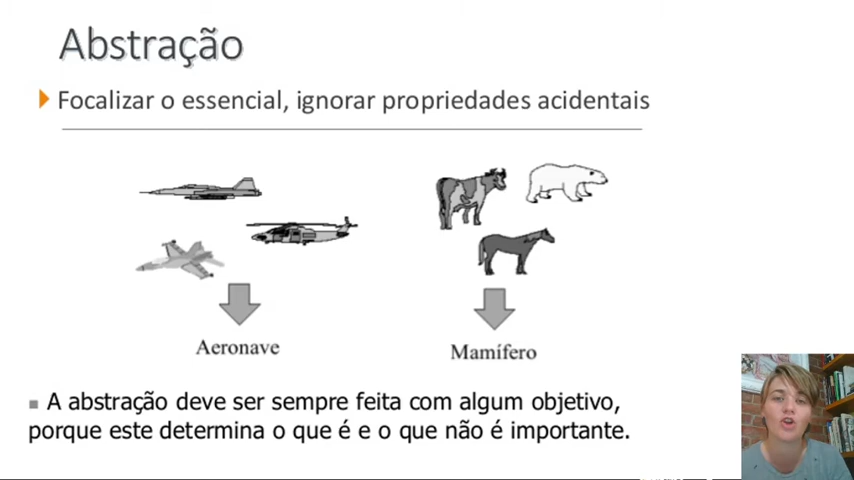 Abstração
Focalizar o essencial, ignorar propriedades acidentais
Aeronave
Mamífero
A abstração deve ser sempre feita com algum objetivo,
porque este determina o que é e o que não é importante.